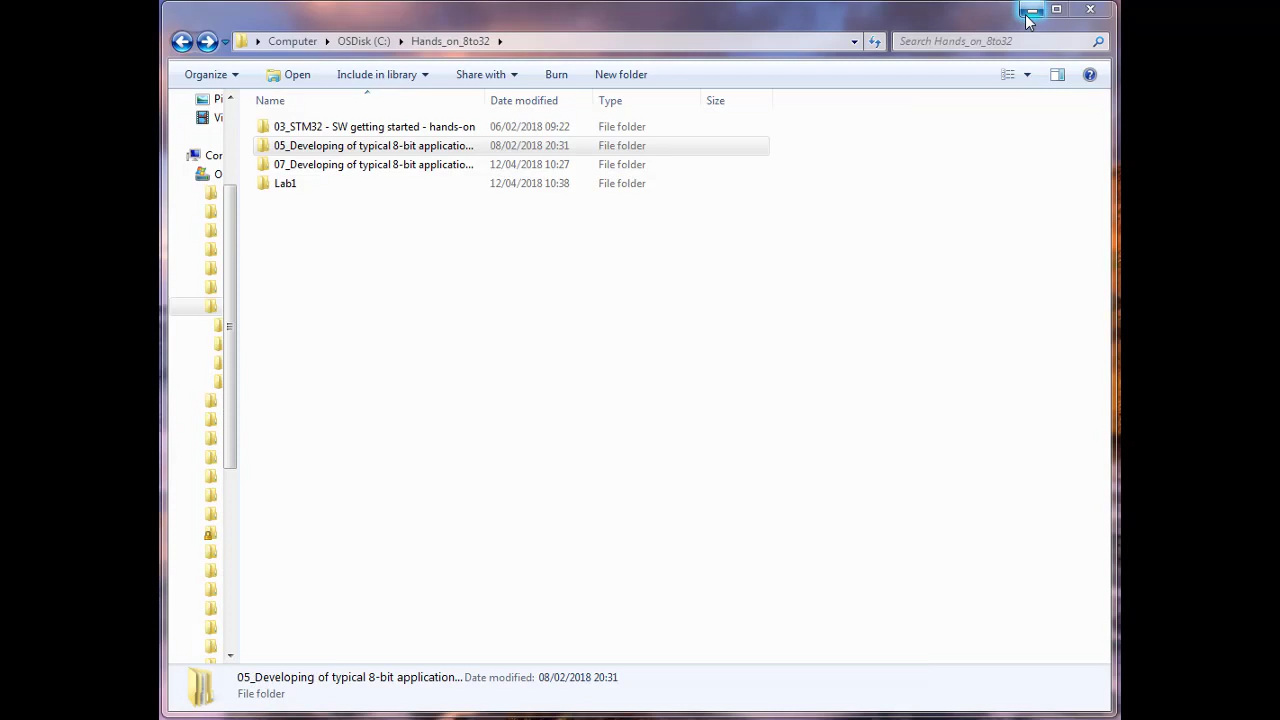 Computer OSDisk (C:) Hands_on_8to32 Search Hands_on_8to32
Organize Open Include in library Share with Burn New folder
Pi
Vi
Con
O
Name Date modified Type Size
03_STM32 - SW getting started - hands-on 06/02/2018 09:22 File folder
05_Developing of typical 8-bit applicatio... 08/02/2018 20:31 File folder
07_Developing of typical 8-bit applicatio... 12/04/2018 10:27 File folder
Lab1 12/04/2018 10:38 File folder
05_Developing of typical 8-bit application... Date modified: 08/02/2018 20:31
File folder